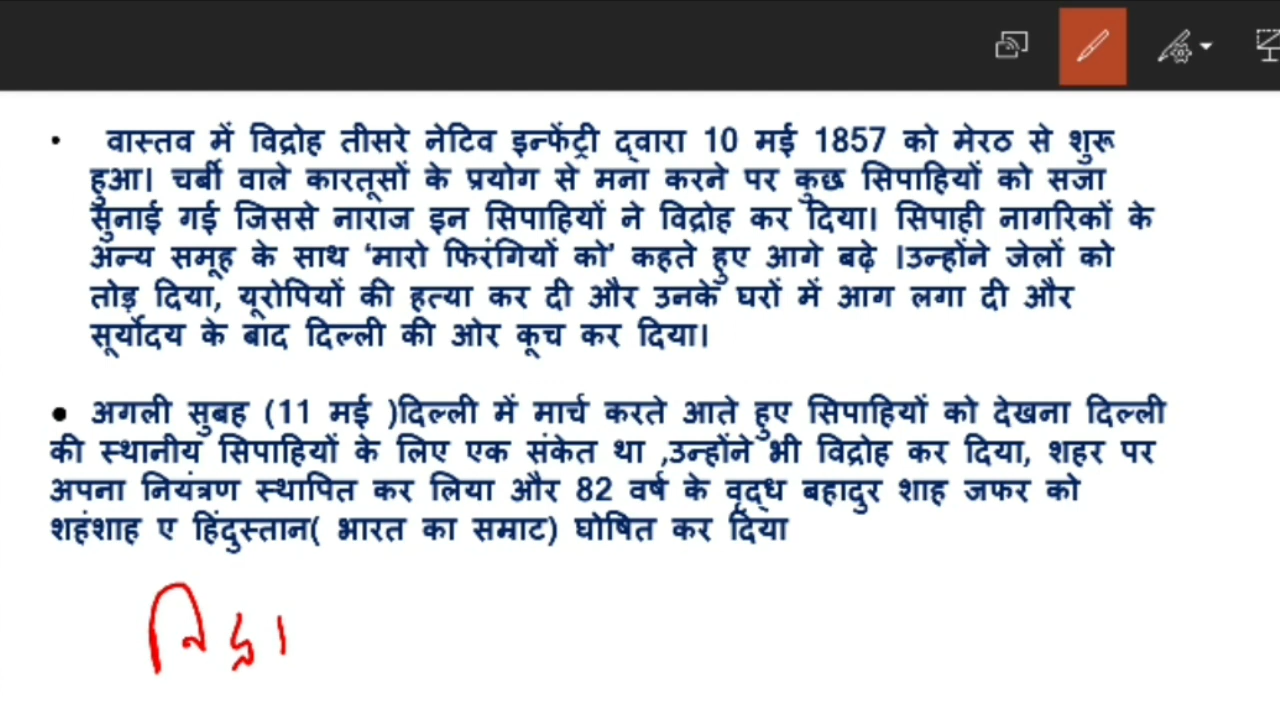 • वास्तव में विद्रोह तीसरे नेटिव इन्फेंट्री द्वारा 10 मई 1857 को मेरठ से शुरू
हुआ। चर्बी वाले कारतूसों के प्रयोग से मना करने पर कुछ सिपाहियों को सजा
सुनाई गई जिससे नाराज इन सिपाहियों ने विद्रोह कर दिया। सिपाही नागरिकों के
अन्य समूह के साथ ‘मारो फिरंगियों को’ कहते हुए आगे बढ़े ।उन्होंने जेलों को
तोड़ दिया, यूरोपियों की हत्या कर दी और उनके घरों में आग लगा दी और
सूर्योदय के बाद दिल्ली की ओर कूच कर दिया।
● अगली सुबह (11 मई )दिल्ली में मार्च करते आते हुए सिपाहियों को देखना दिल्ली
की स्थानीय सिपाहियों के लिए एक संकेत था ,उन्होंने भी विद्रोह कर दिया, शहर पर
अपना नियंत्रण स्थापित कर लिया और 82 वर्ष के वृद्ध बहादुर शाह जफर को
शहंशाह ए हिंदुस्तान( भारत का सम्राट) घोषित कर दिया